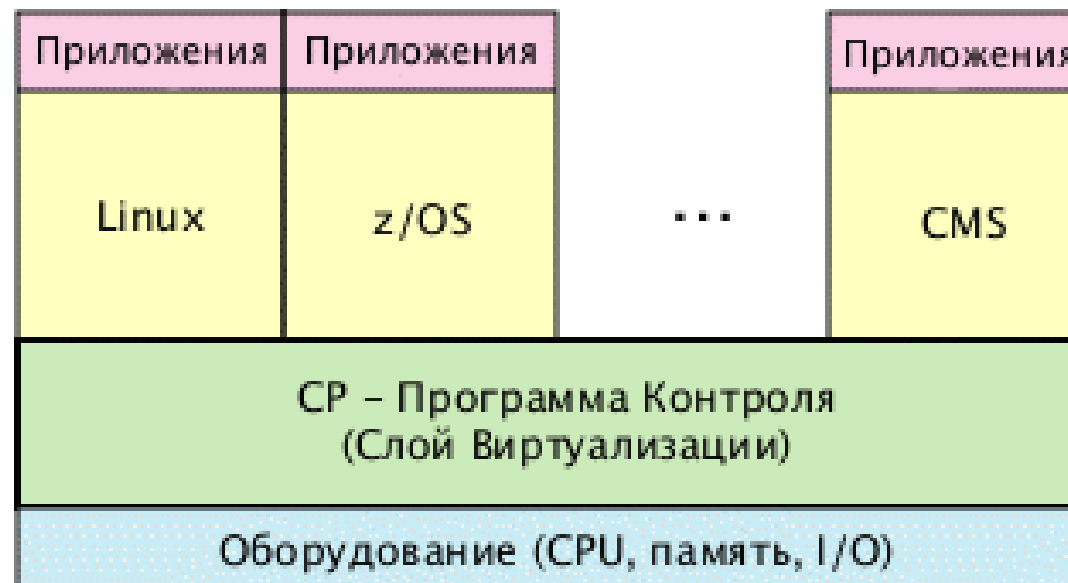 Приложения
Приложения
Приложения
Linux
z/OS
...
CMS
CP – Программа Контроля
(Слой Виртуализации)
Оборудование (CPU, память, I/O)